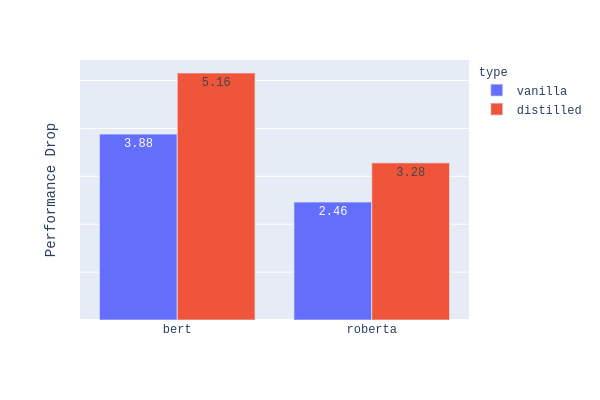 type
vanilla
distilled
Performance Drop
3.88
5.16
2.46
3.28
bert
roberta